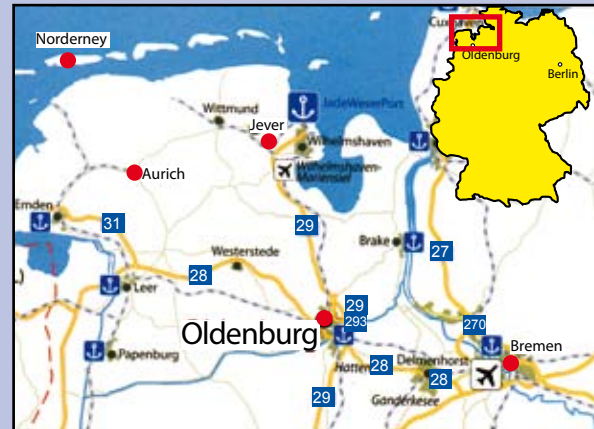 Norderney
Cuxhaven
Oldenburg
Berlin
Wittmund
JadeWeserPort
Jever
Wilhelmshaven
Wilhelmshaven-
Mariensiel
Aurich
Emden
31
29
Brake
27
Westerstede
28
Leer
29
293
270
Oldenburg
Bremen
Papenburg
Hatten
28
Delmenhorst
28
29
Ganderkesee